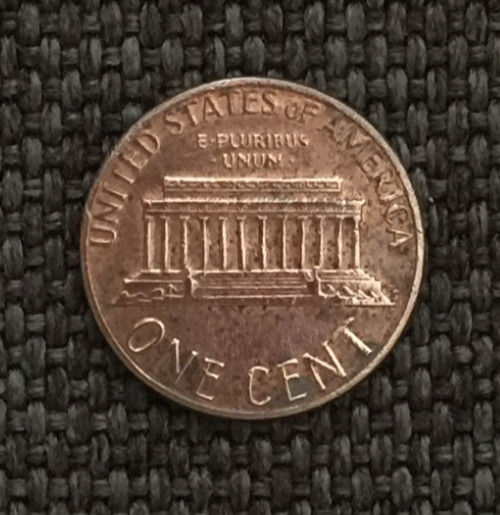 UNITED STATES OF AMERICA
E·PLURIBUS
·UNUM·
ONE CENT